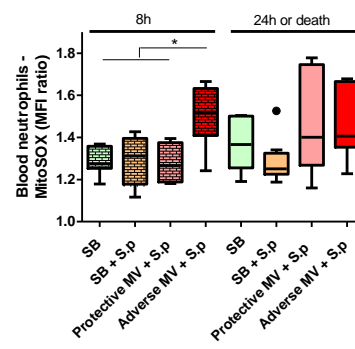 8h
24h or death
*
Blood neutrophils -
MitoSOX (MFI ratio)
1.8
1.6
1.4
1.2
1.0
SB
SB + S.p
Protective MV + S.p
Adverse MV + S.p
SB
SB + S.p
Protective MV + S.p
Adverse MV + S.p